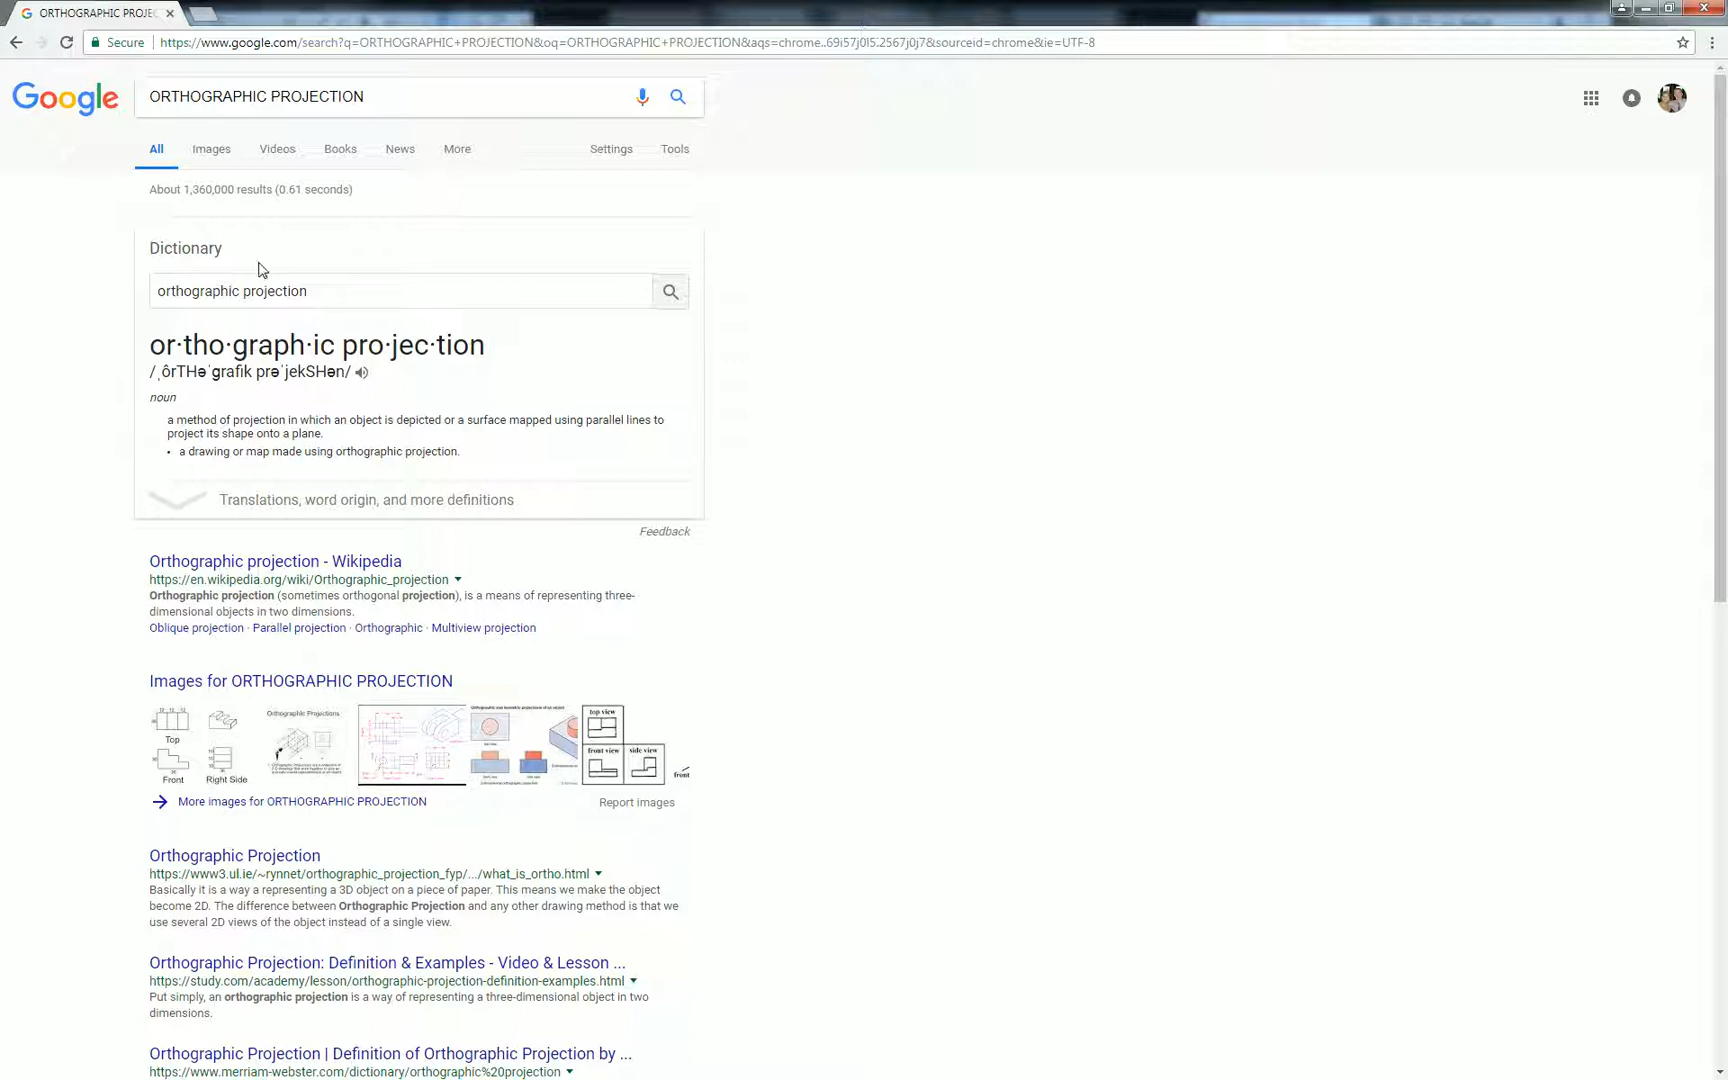 ORTHOGRAPHIC PROJEC
Secure https://www.google.com/search?q=ORTHOGRAPHIC+PROJECTION&oq=ORTHOGRAPHIC+PROJECTION&aqs=chrome..69i57j0l5.2567j0j7&sourceid=chrome&ie=UTF-8
Google ORTHOGRAPHIC PROJECTION
All Images Videos Books News More Settings Tools
About 1,360,000 results (0.61 seconds)
Dictionary
orthographic projection
or·tho·graph·ic pro·jec·tion
/ˌôrTHəˈɡrafik prəˈjekSHən/
noun
a method of projection in which an object is depicted or a surface mapped using parallel lines to
project its shape onto a plane.
• a drawing or map made using orthographic projection.
Translations, word origin, and more definitions
Feedback
Orthographic projection - Wikipedia
https://en.wikipedia.org/wiki/Orthographic_projection
Orthographic projection (sometimes orthogonal projection), is a means of representing three-
dimensional objects in two dimensions.
Oblique projection · Parallel projection · Orthographic · Multiview projection
Images for ORTHOGRAPHIC PROJECTION
Orthographic Projections
top view
Top
front view side view
Front Right Side
front
More images for ORTHOGRAPHIC PROJECTION Report images
Orthographic Projection
https://www3.ul.ie/~rynnet/orthographic_projection_fyp/.../what_is_ortho.html
Basically it is a way a representing a 3D object on a piece of paper. This means we make the object
become 2D. The difference between Orthographic Projection and any other drawing method is that we
use several 2D views of the object instead of a single view.
Orthographic Projection: Definition & Examples - Video & Lesson ...
https://study.com/academy/lesson/orthographic-projection-definition-examples.html
Put simply, an orthographic projection is a way of representing a three-dimensional object in two
dimensions.
Orthographic Projection | Definition of Orthographic Projection by ...
https://www.merriam-webster.com/dictionary/orthographic%20projection